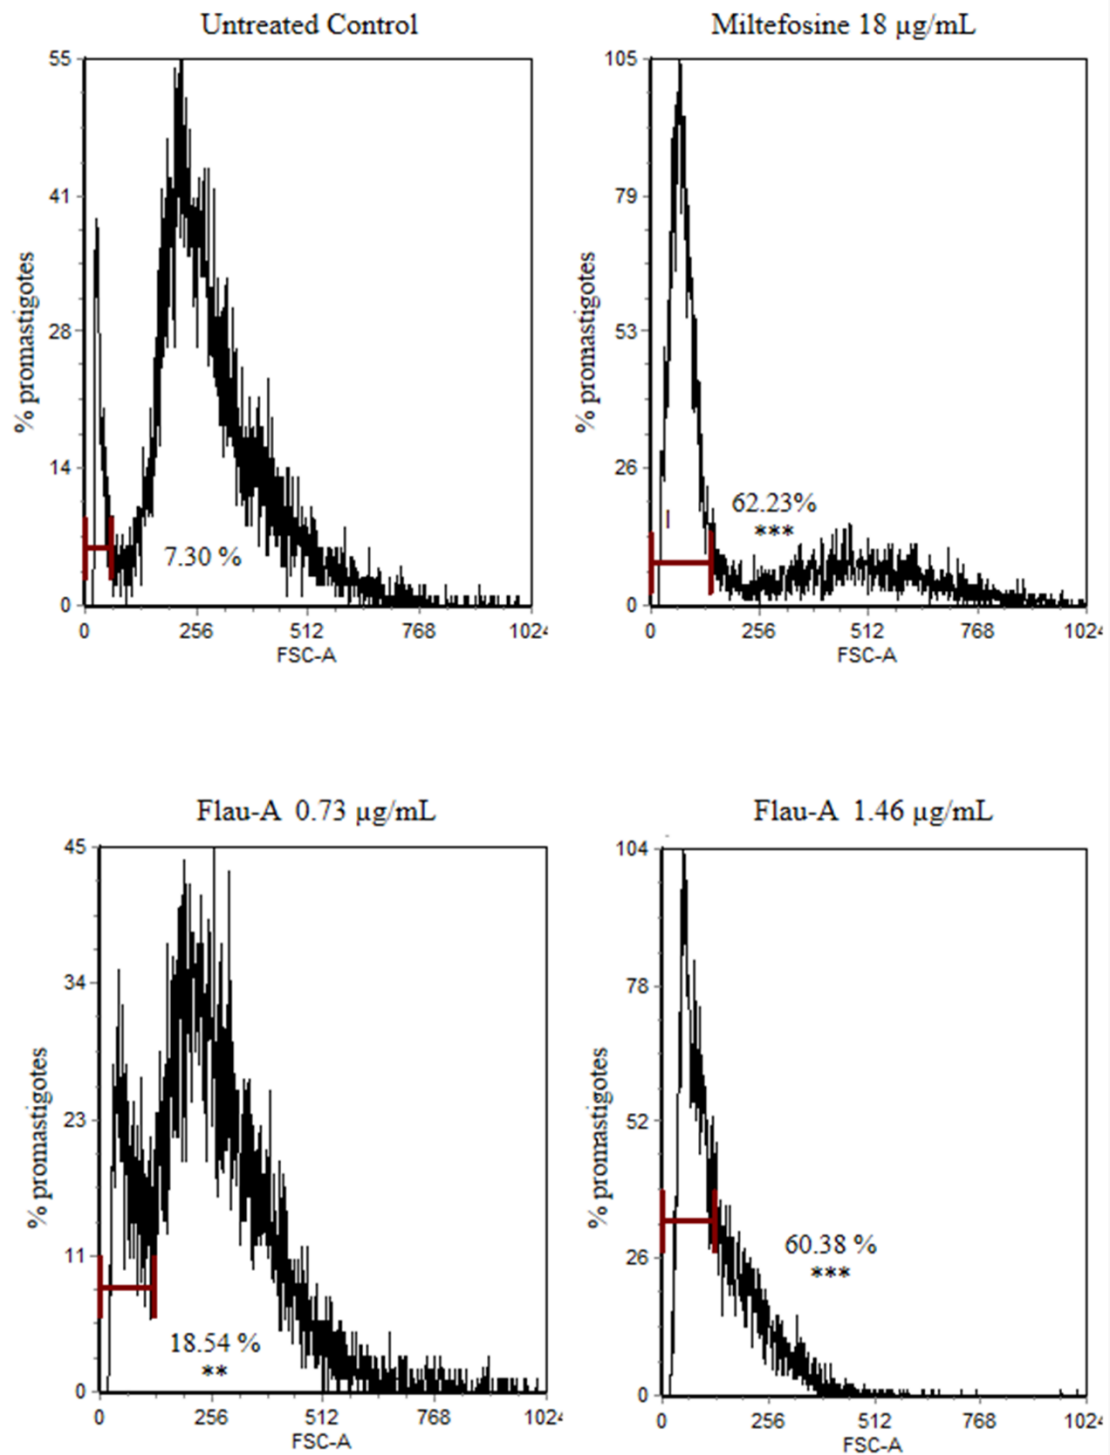 Untreated Control
55
41
28
14
0
% promastigotes
7.30 %
0 256 512 768 1024
FSC-A
Miltefosine 18 µg/mL
105
79
53
26
0
% promastigotes
62.23%
***
0 256 512 768 1024
FSC-A
Flau-A 0.73 µg/mL
45
34
23
11
0
% promastigotes
18.54 %
**
0 256 512 768 1024
FSC-A
Flau-A 1.46 µg/mL
104
78
52
26
0
% promastigotes
60.38 %
***
0 256 512 768 1024
FSC-A